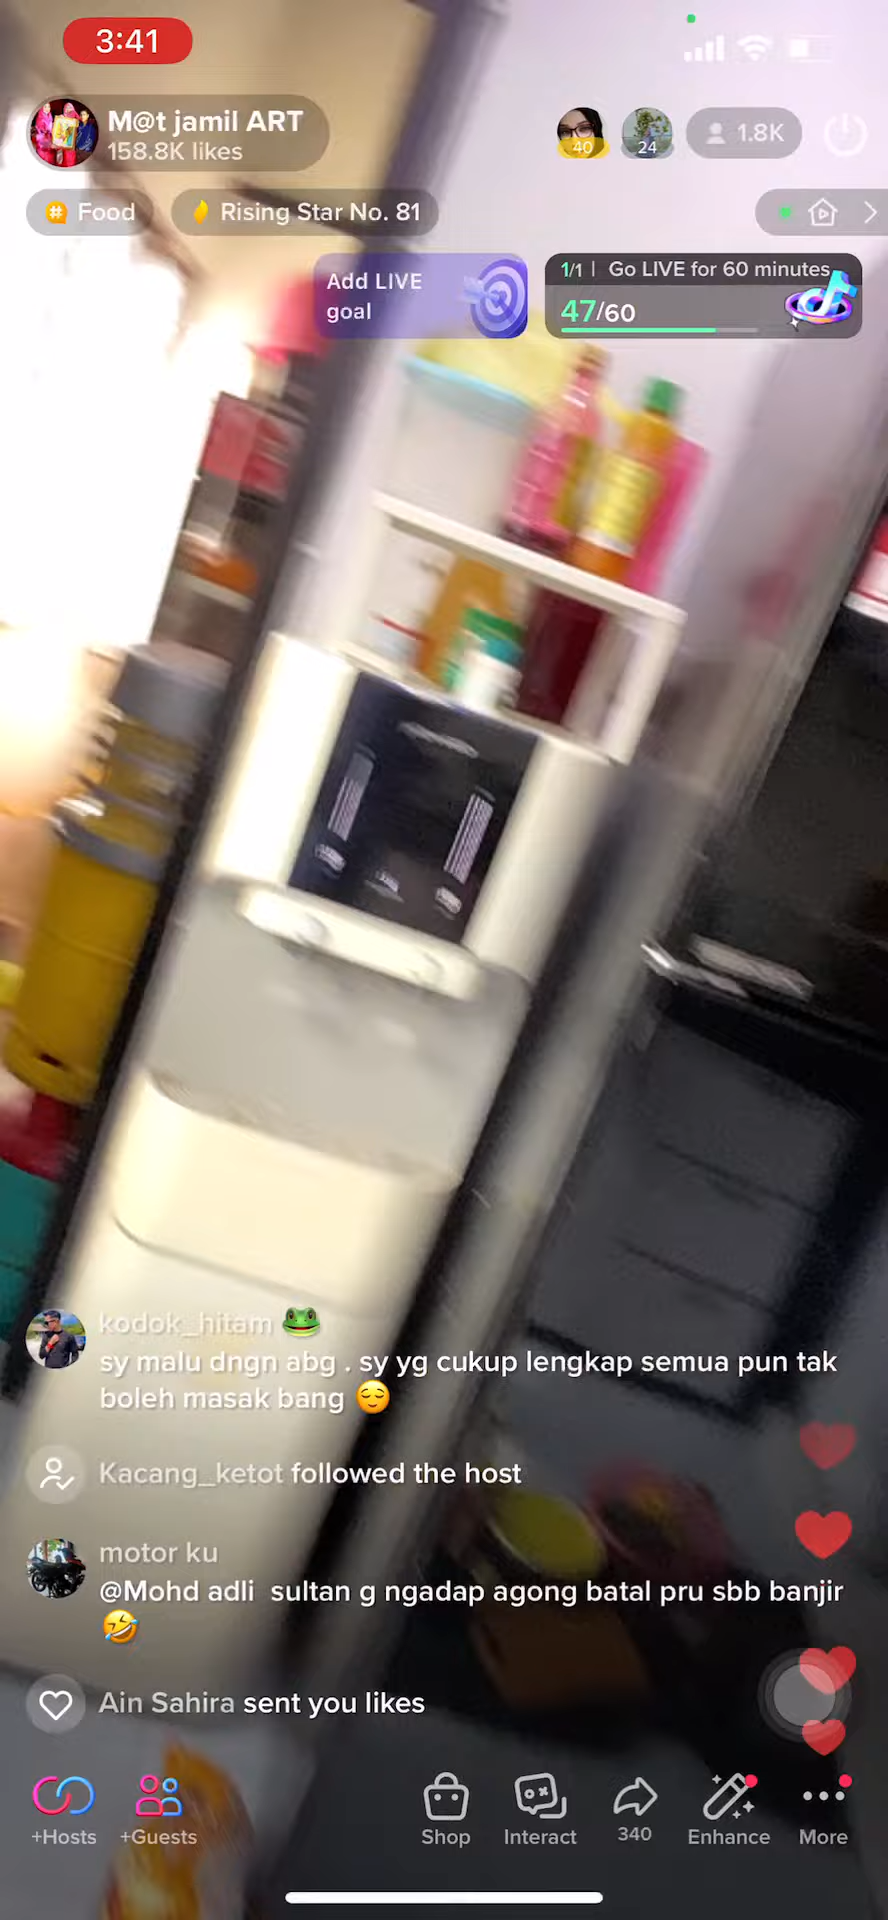 3:41
M@t jamil ART
158.8K likes
40
24
1.8K
Food
Rising Star No. 81
Add LIVE
goal
1/1 | Go LIVE for 60 minutes
47/60
kodok_hitam 🐸
sy malu dngn abg . sy yg cukup lengkap semua pun tak
boleh masak bang 😌
Kacang_ketot followed the host
motor ku
@Mohd adli sultan g ngadap agong batal pru sbb banjir
🤣
Ain Sahira sent you likes
+Hosts
+Guests
Shop
Interact
340
Enhance
More